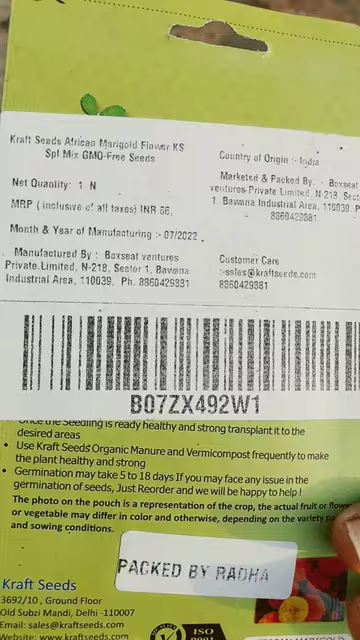 Kraft Seeds African Marigold Flower KS
Spl Mix GMO-Free Seeds
Net Quantity: 1 N
MRP ( inclusive of all taxes) INR 66,
Month & Year of Manufacturing :- 07/2022
Manufactured By : Boxseat ventures
Private Limited, N-218, Sector 1, Bawana
Industrial Area, 110039, Ph. 8860429881
Country of Origin :- India
Marketed & Packed By: - Boxseat
ventures Private Limited, N-218 Sect
1, Bawana Industrial Area, 110039, P
8860429881
Customer Care
:-sales@kraftseeds.com
8860429881
B07ZX492W1
Once the Seedling is ready healthy and strong transplant it to the
desired areas
• Use Kraft Seeds Organic Manure and Vermicompost frequently to make
the plant healthy and strong
• Germination may take 5 to 18 days If you may face any issue in the
germination of seeds, Just Reorder and we will be happy to help !
The photo on the pouch is a representation of the crop, the actual fruit or flower
or vegetable may differ in color and otherwise, depending on the variety
and sowing conditions.
PACKED BY RADHA
Kraft Seeds
3692/10 , Ground Floor
Old Subzi Mandi, Delhi -110007
Email: sales@kraftseeds.com
Website: www.kraftseeds.com
ISO
9001